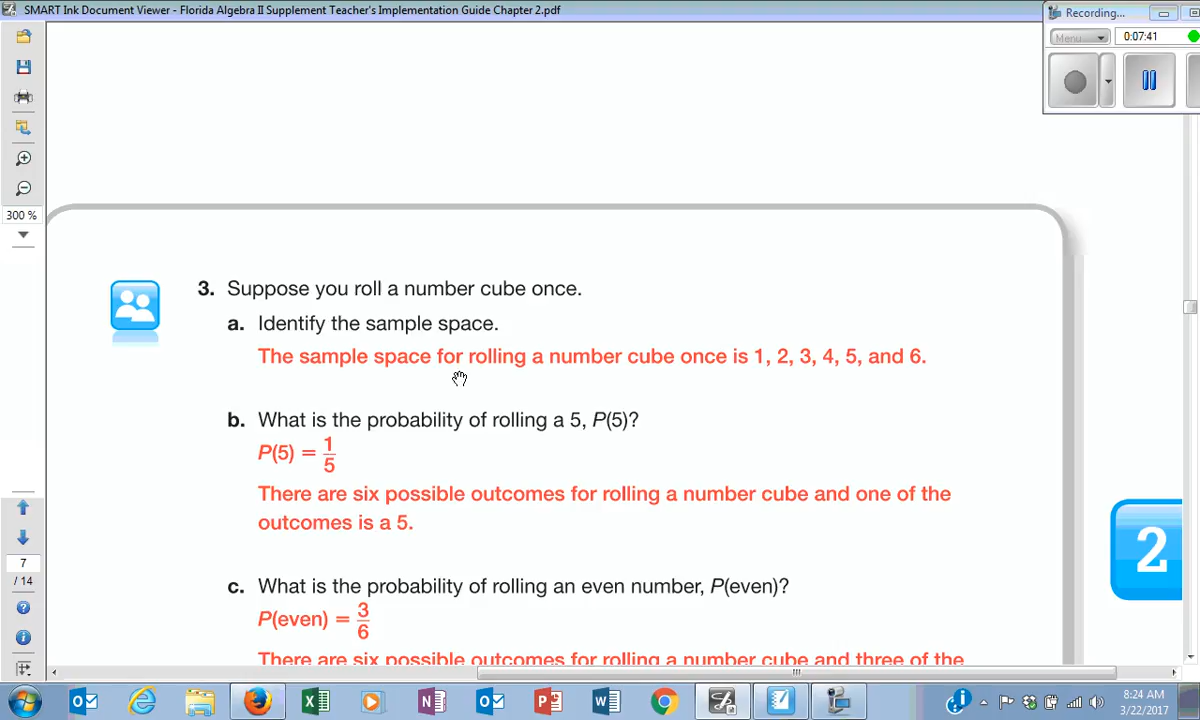 SMART Ink Document Viewer - Florida Algebra II Supplement Teacher's Implementation Guide Chapter 2.pdf
Recording...
Menu...
0:07:41
300 %
3. Suppose you roll a number cube once.
a. Identify the sample space.
The sample space for rolling a number cube once is 1, 2, 3, 4, 5, and 6.
b. What is the probability of rolling a 5, P(5)?
P(5) = 1/5
There are six possible outcomes for rolling a number cube and one of the
outcomes is a 5.
2
c. What is the probability of rolling an even number, P(even)?
P(even) = 3/6
There are six possible outcomes for rolling a number cube and three of the
7
/ 14
8:24 AM
3/22/2017